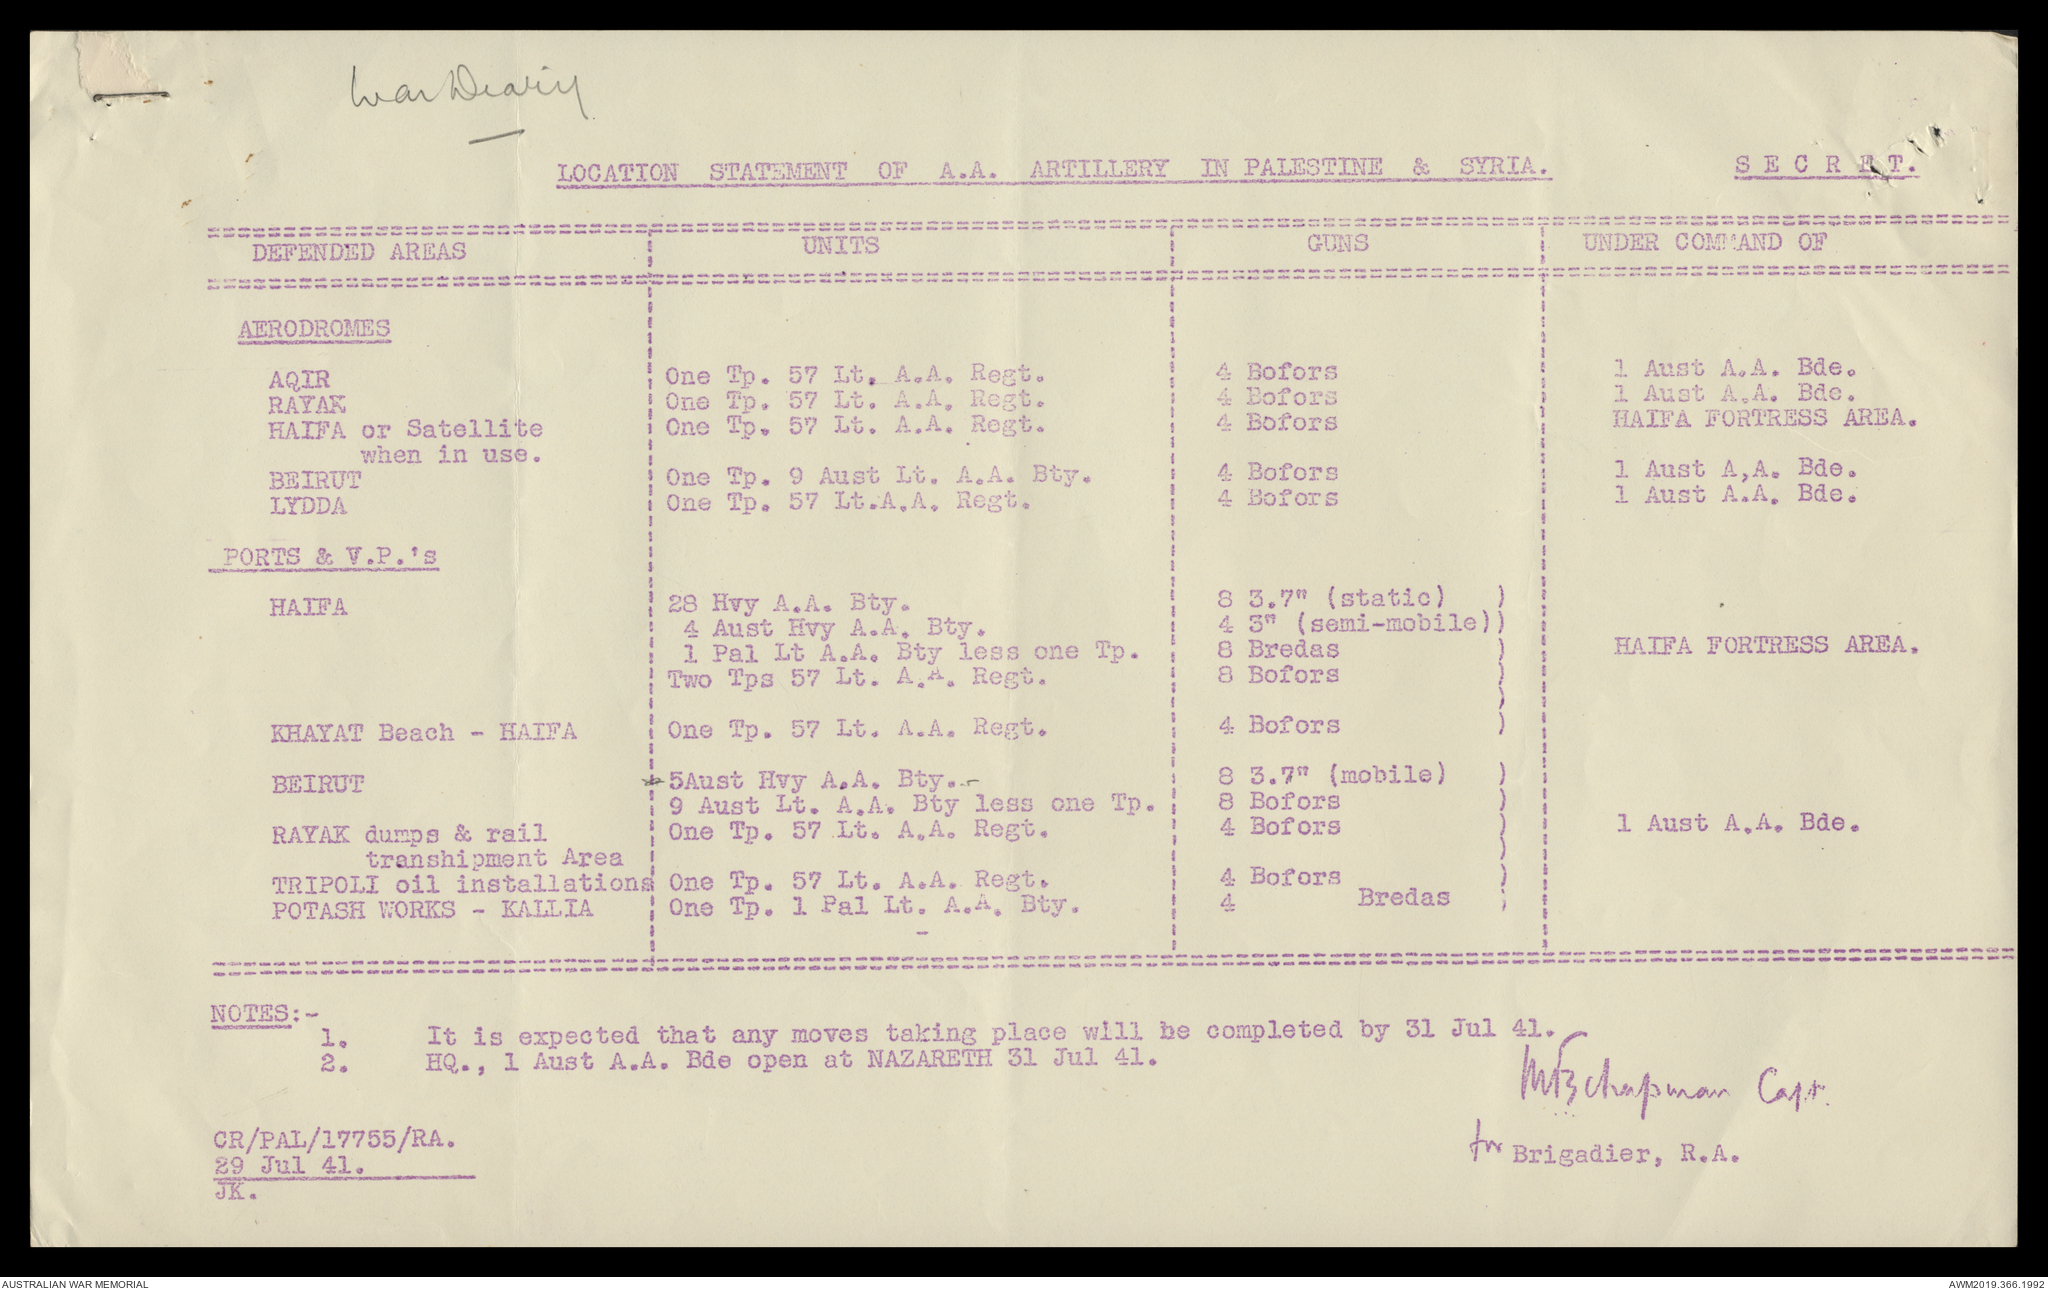 War Diary
LOCATION STATEMENT OF A.A. ARTILLERY IN PALESTINE & SYRIA. S E C R E T.
DEFENDED AREAS UNITS GUNS UNDER COMMAND OF
AERODROMES
AQIR One Tp. 57 Lt. A.A. Regt. 4 Bofors 1 Aust A.A. Bde.
RAYAK One Tp. 57 Lt. A.A. Regt. 4 Bofors 1 Aust A.A. Bde.
HAIFA or Satellite One Tp. 57 Lt. A.A. Regt. 4 Bofors HAIFA FORTRESS AREA.
when in use.
BEIRUT One Tp. 9 Aust Lt. A.A. Bty. 4 Bofors 1 Aust A,A. Bde.
LYDDA One Tp. 57 Lt.A.A. Regt. 4 Bofors 1 Aust A.A. Bde.
PORTS & V.P.'s
HAIFA 28 Hvy A.A. Bty. 8 3.7" (static) )
4 Aust Hvy A.A. Bty. 4 3" (semi-mobile))
1 Pal Lt A.A. Bty less one Tp. 8 Bredas ) HAIFA FORTRESS AREA.
Two Tps 57 Lt. A.A. Regt. 8 Bofors )
)
KHAYAT Beach - HAIFA One Tp. 57 Lt. A.A. Regt. 4 Bofors )
BEIRUT 5Aust Hvy A.A. Bty. 8 3.7" (mobile) )
9 Aust Lt. A.A. Bty less one Tp. 8 Bofors )
RAYAK dumps & rail One Tp. 57 Lt. A.A. Regt. 4 Bofors ) 1 Aust A.A. Bde.
transhipment Area )
TRIPOLI oil installations One Tp. 57 Lt. A.A. Regt. 4 Bofors )
POTASH WORKS - KALLIA One Tp. 1 Pal Lt. A.A. Bty. 4 Bredas )
NOTES:-
1. It is expected that any moves taking place will be completed by 31 Jul 41.
2. HQ., 1 Aust A.A. Bde open at NAZARETH 31 Jul 41.
Chapman Capt.
for Brigadier, R.A.
CR/PAL/17755/RA.
29 Jul 41.
JK.
AUSTRALIAN WAR MEMORIAL AWM2019.366.1992